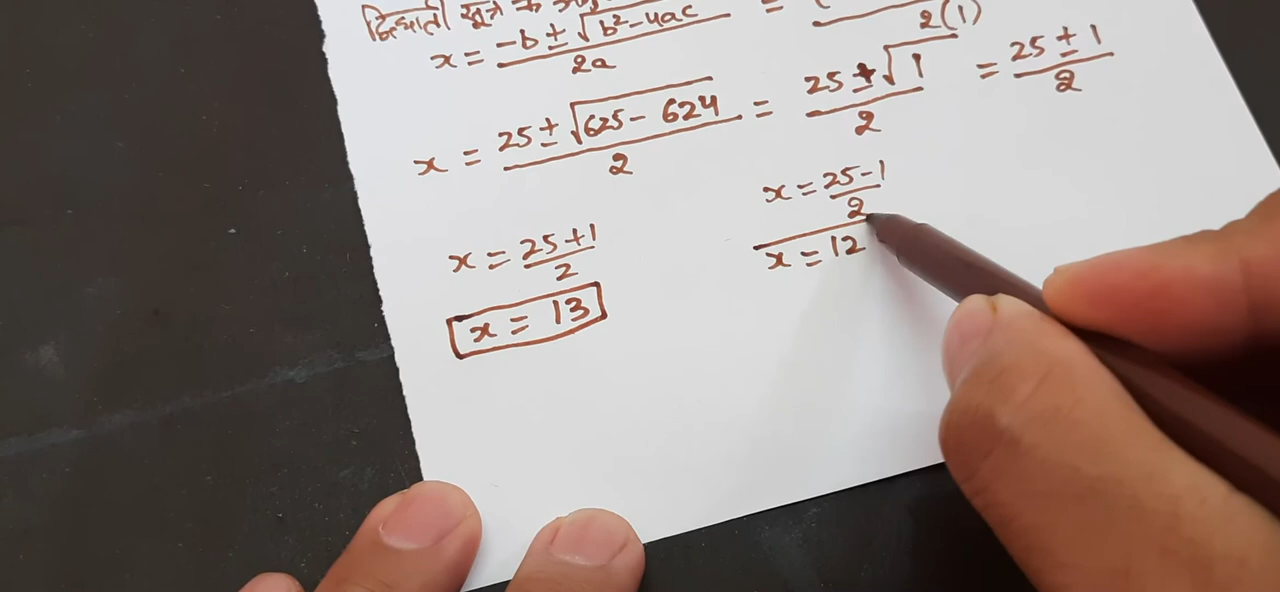 द्विघाती सूत्र से
x = (-b ± √(b² - 4ac)) / 2a = / 2(1)
x = (25 ± √(625 - 624)) / 2 = (25 ± √1) / 2 = (25 ± 1) / 2
x = (25 + 1) / 2
x = 13
x = (25 - 1) / 2
x = 12